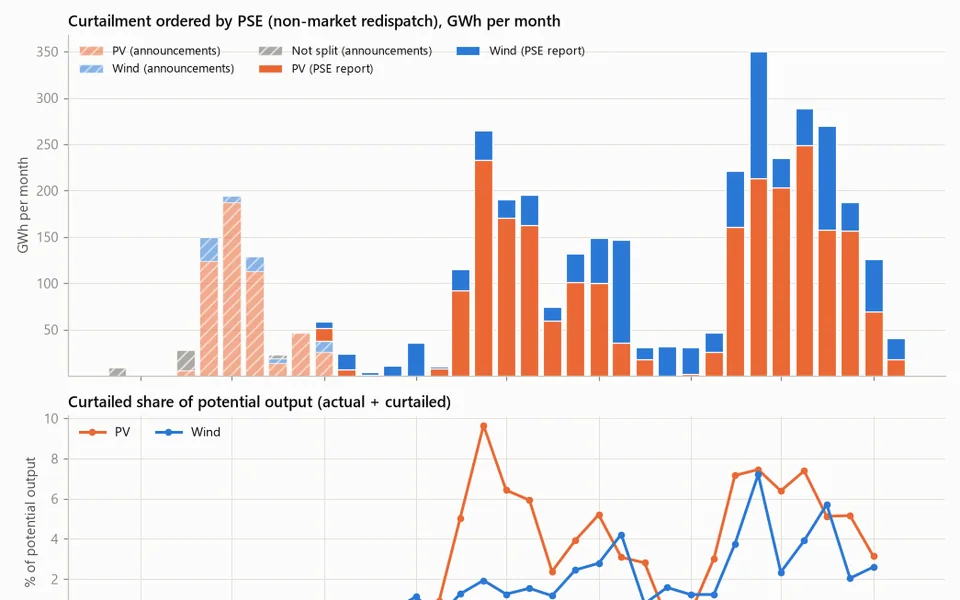 Curtailment ordered by PSE (non-market redispatch), GWh per month
PV (announcements)
Wind (announcements)
Not split (announcements)
PV (PSE report)
Wind (PSE report)
GWh per month
350
300
250
200
150
100
50
Curtailed share of potential output (actual + curtailed)
PV
Wind
% of potential output
10
8
6
4
2